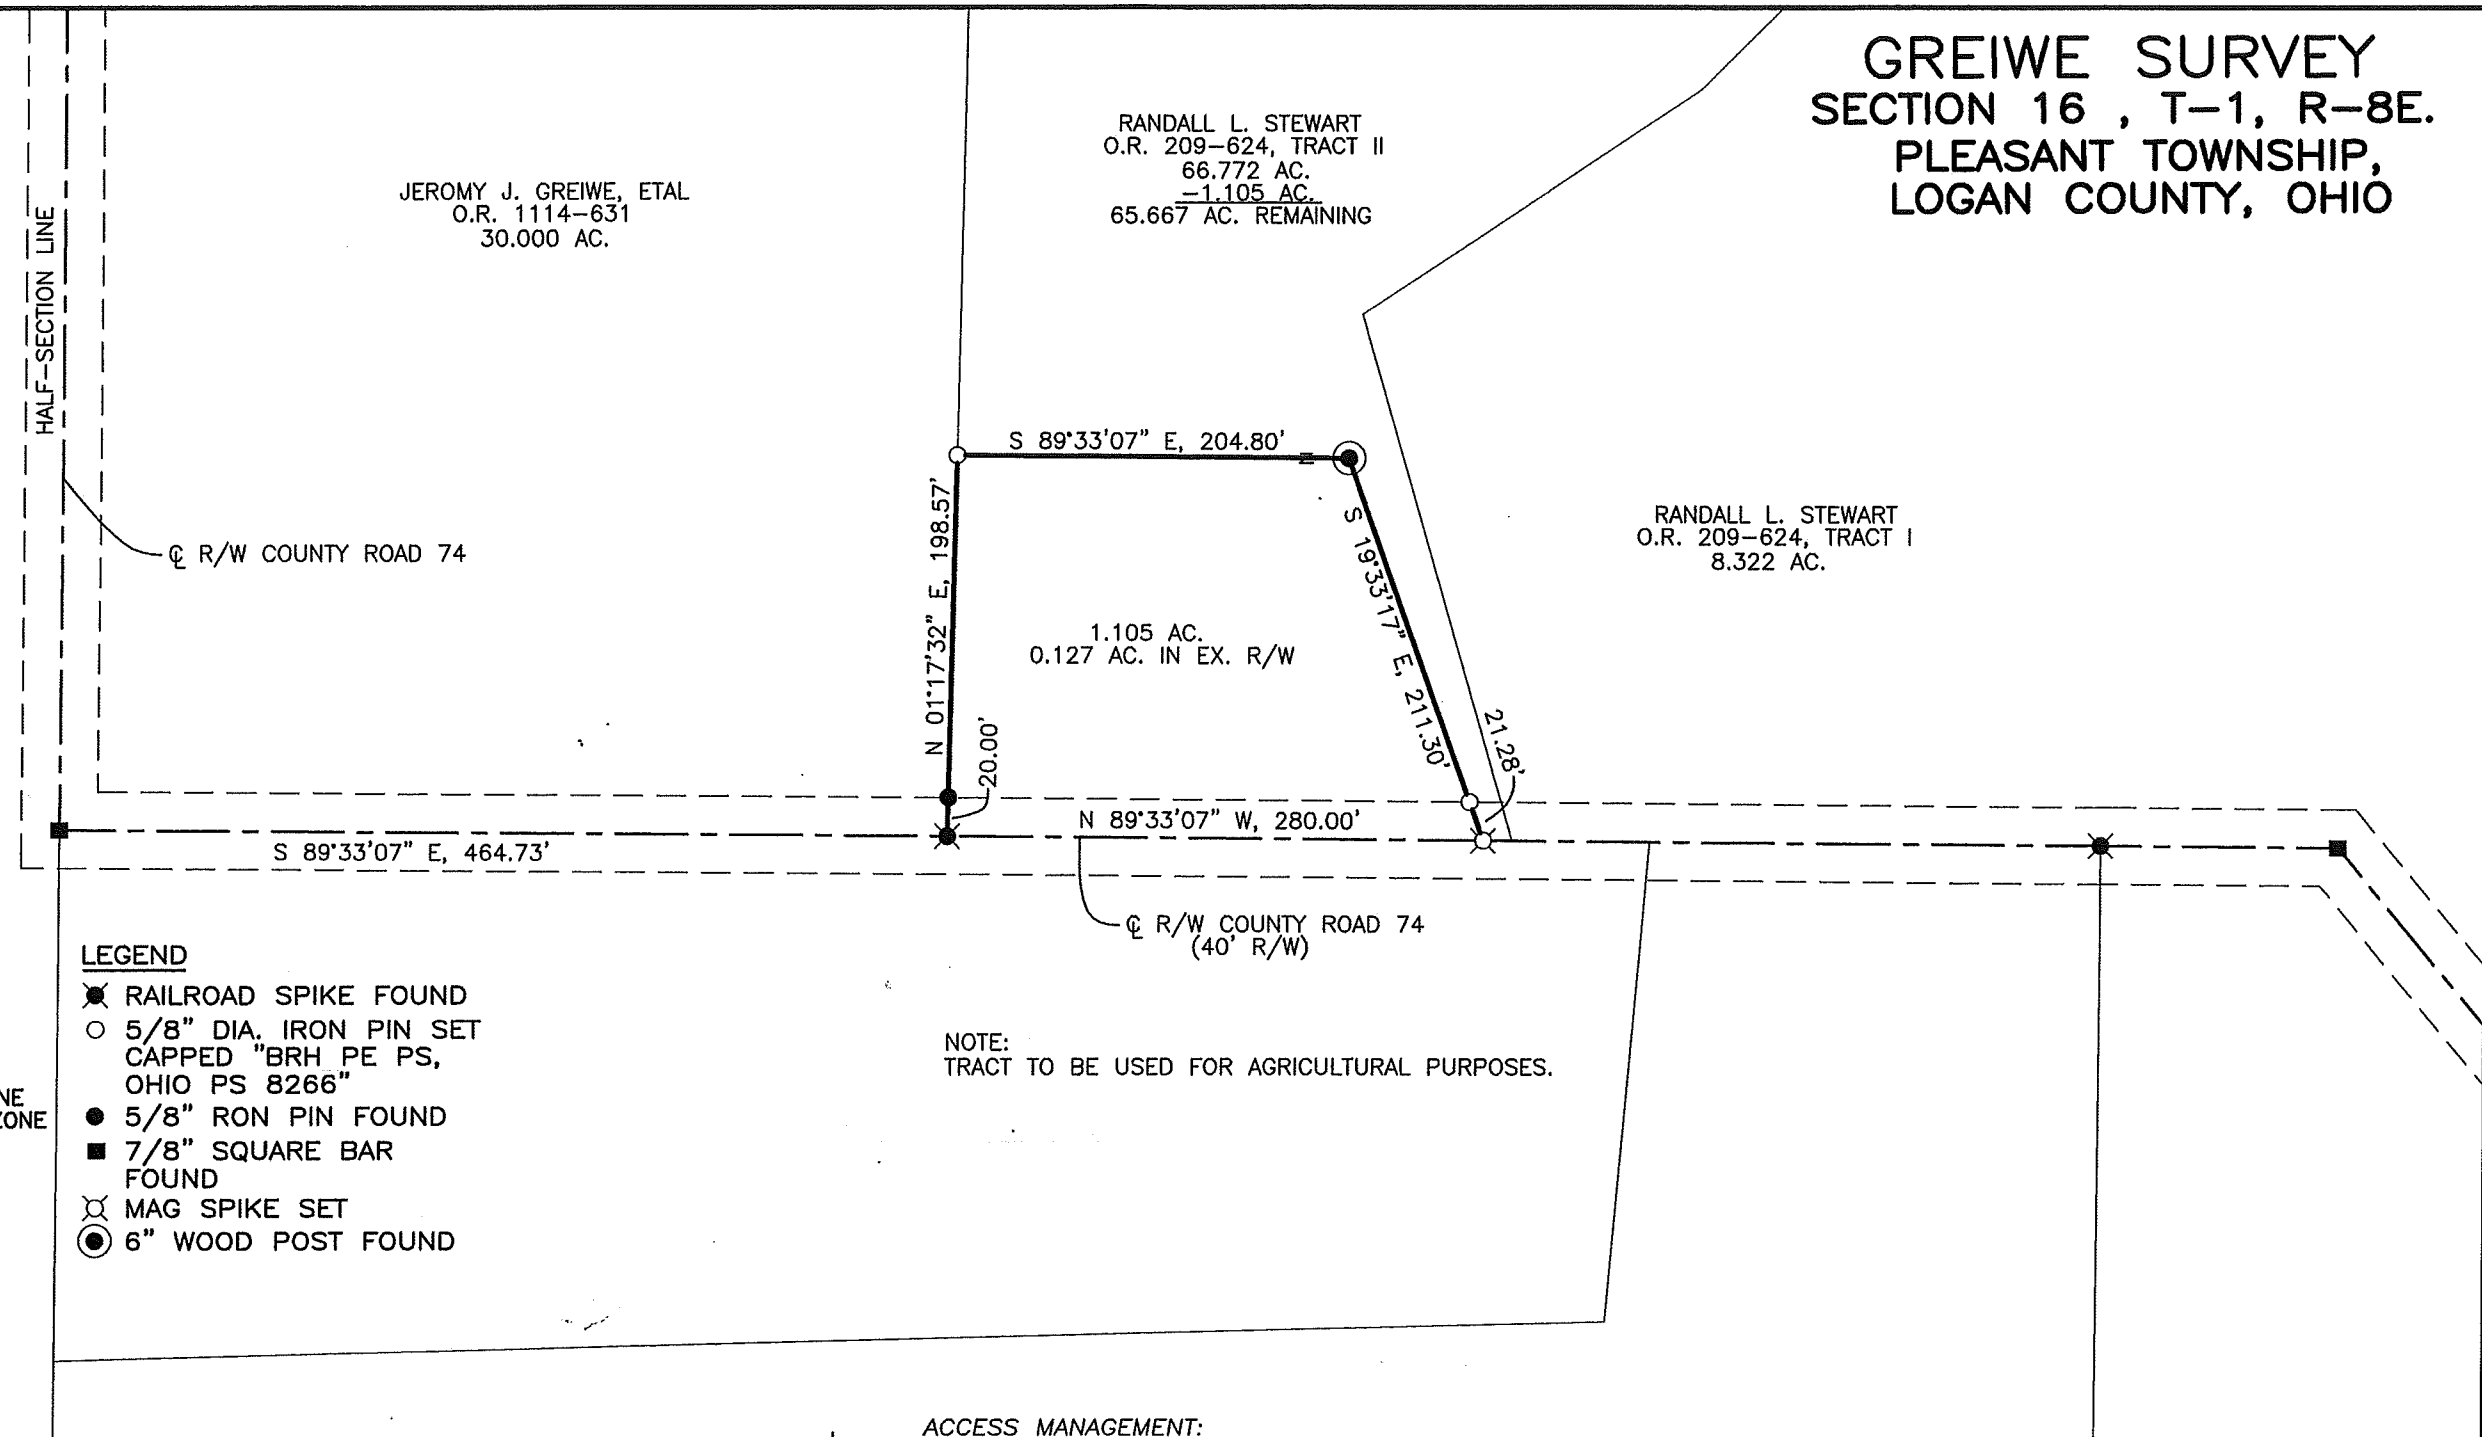 GREIWE SURVEY
SECTION 16 , T-1, R-8E.
PLEASANT TOWNSHIP,
LOGAN COUNTY, OHIO
RANDALL L. STEWART
O.R. 209-624, TRACT II
66.772 AC.
-1.105 AC.
65.667 AC. REMAINING
JEROMY J. GREIWE, ETAL
O.R. 1114-631
30.000 AC.
HALF-SECTION LINE
S 89°33'07" E, 204.80'
N 01°17'32" E, 198.57'
S 19°33'17" E, 211.30'
RANDALL L. STEWART
O.R. 209-624, TRACT I
8.322 AC.
℄ R/W COUNTY ROAD 74
1.105 AC.
0.127 AC. IN EX. R/W
20.00'
21.28'
N 89°33'07" W, 280.00'
S 89°33'07" E, 464.73'
℄ R/W COUNTY ROAD 74
(40' R/W)
LEGEND
RAILROAD SPIKE FOUND
5/8" DIA. IRON PIN SET
CAPPED "BRH PE PS,
OHIO PS 8266"
5/8" RON PIN FOUND
7/8" SQUARE BAR
FOUND
MAG SPIKE SET
6" WOOD POST FOUND
NE
ZONE
NOTE:
TRACT TO BE USED FOR AGRICULTURAL PURPOSES.
ACCESS MANAGEMENT: